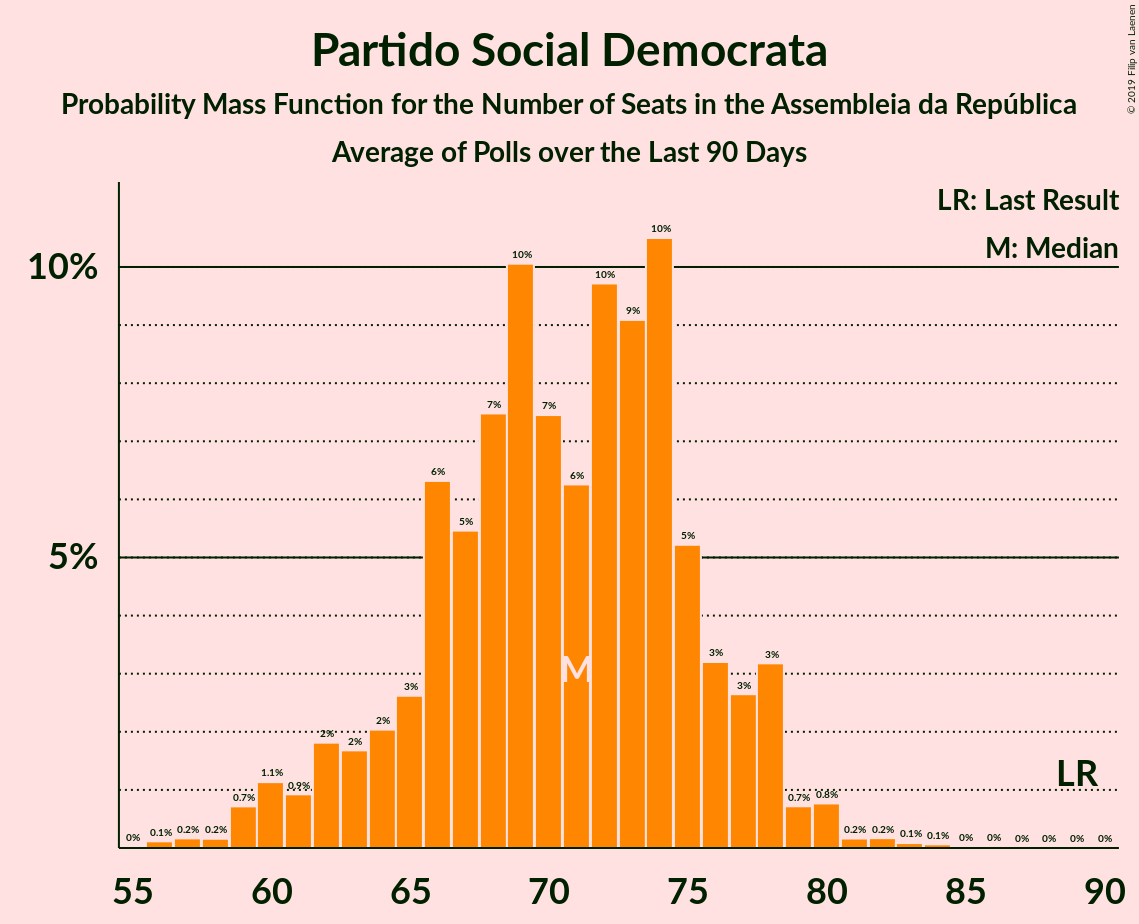 Partido Social Democrata
Probability Mass Function for the Number of Seats in the Assembleia da República
Average of Polls over the Last 90 Days
© 2019 Filip van Laenen
LR: Last Result
M: Median
10%
5%
0% 0.1% 0.2% 0.2% 0.7% 1.1% 0.9% 2% 2% 2% 3% 6% 5% 7% 10% 7% 6% 10% 9% 10% 5% 3% 3% 3% 0.7% 0.8% 0.2% 0.2% 0.1% 0.1% 0% 0% 0% 0% 0% 0%
M
LR
55 60 65 70 75 80 85 90